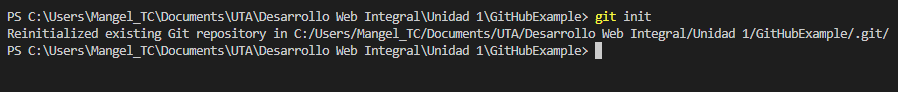 PS C:\Users\Mangel_TC\Documents\UTA\Desarrollo Web Integral\Unidad 1\GitHubExample> git init
Reinitialized existing Git repository in C:/Users/Mangel_TC/Documents/UTA/Desarrollo Web Integral/Unidad 1/GitHubExample/.git/
PS C:\Users\Mangel_TC\Documents\UTA\Desarrollo Web Integral\Unidad 1\GitHubExample>